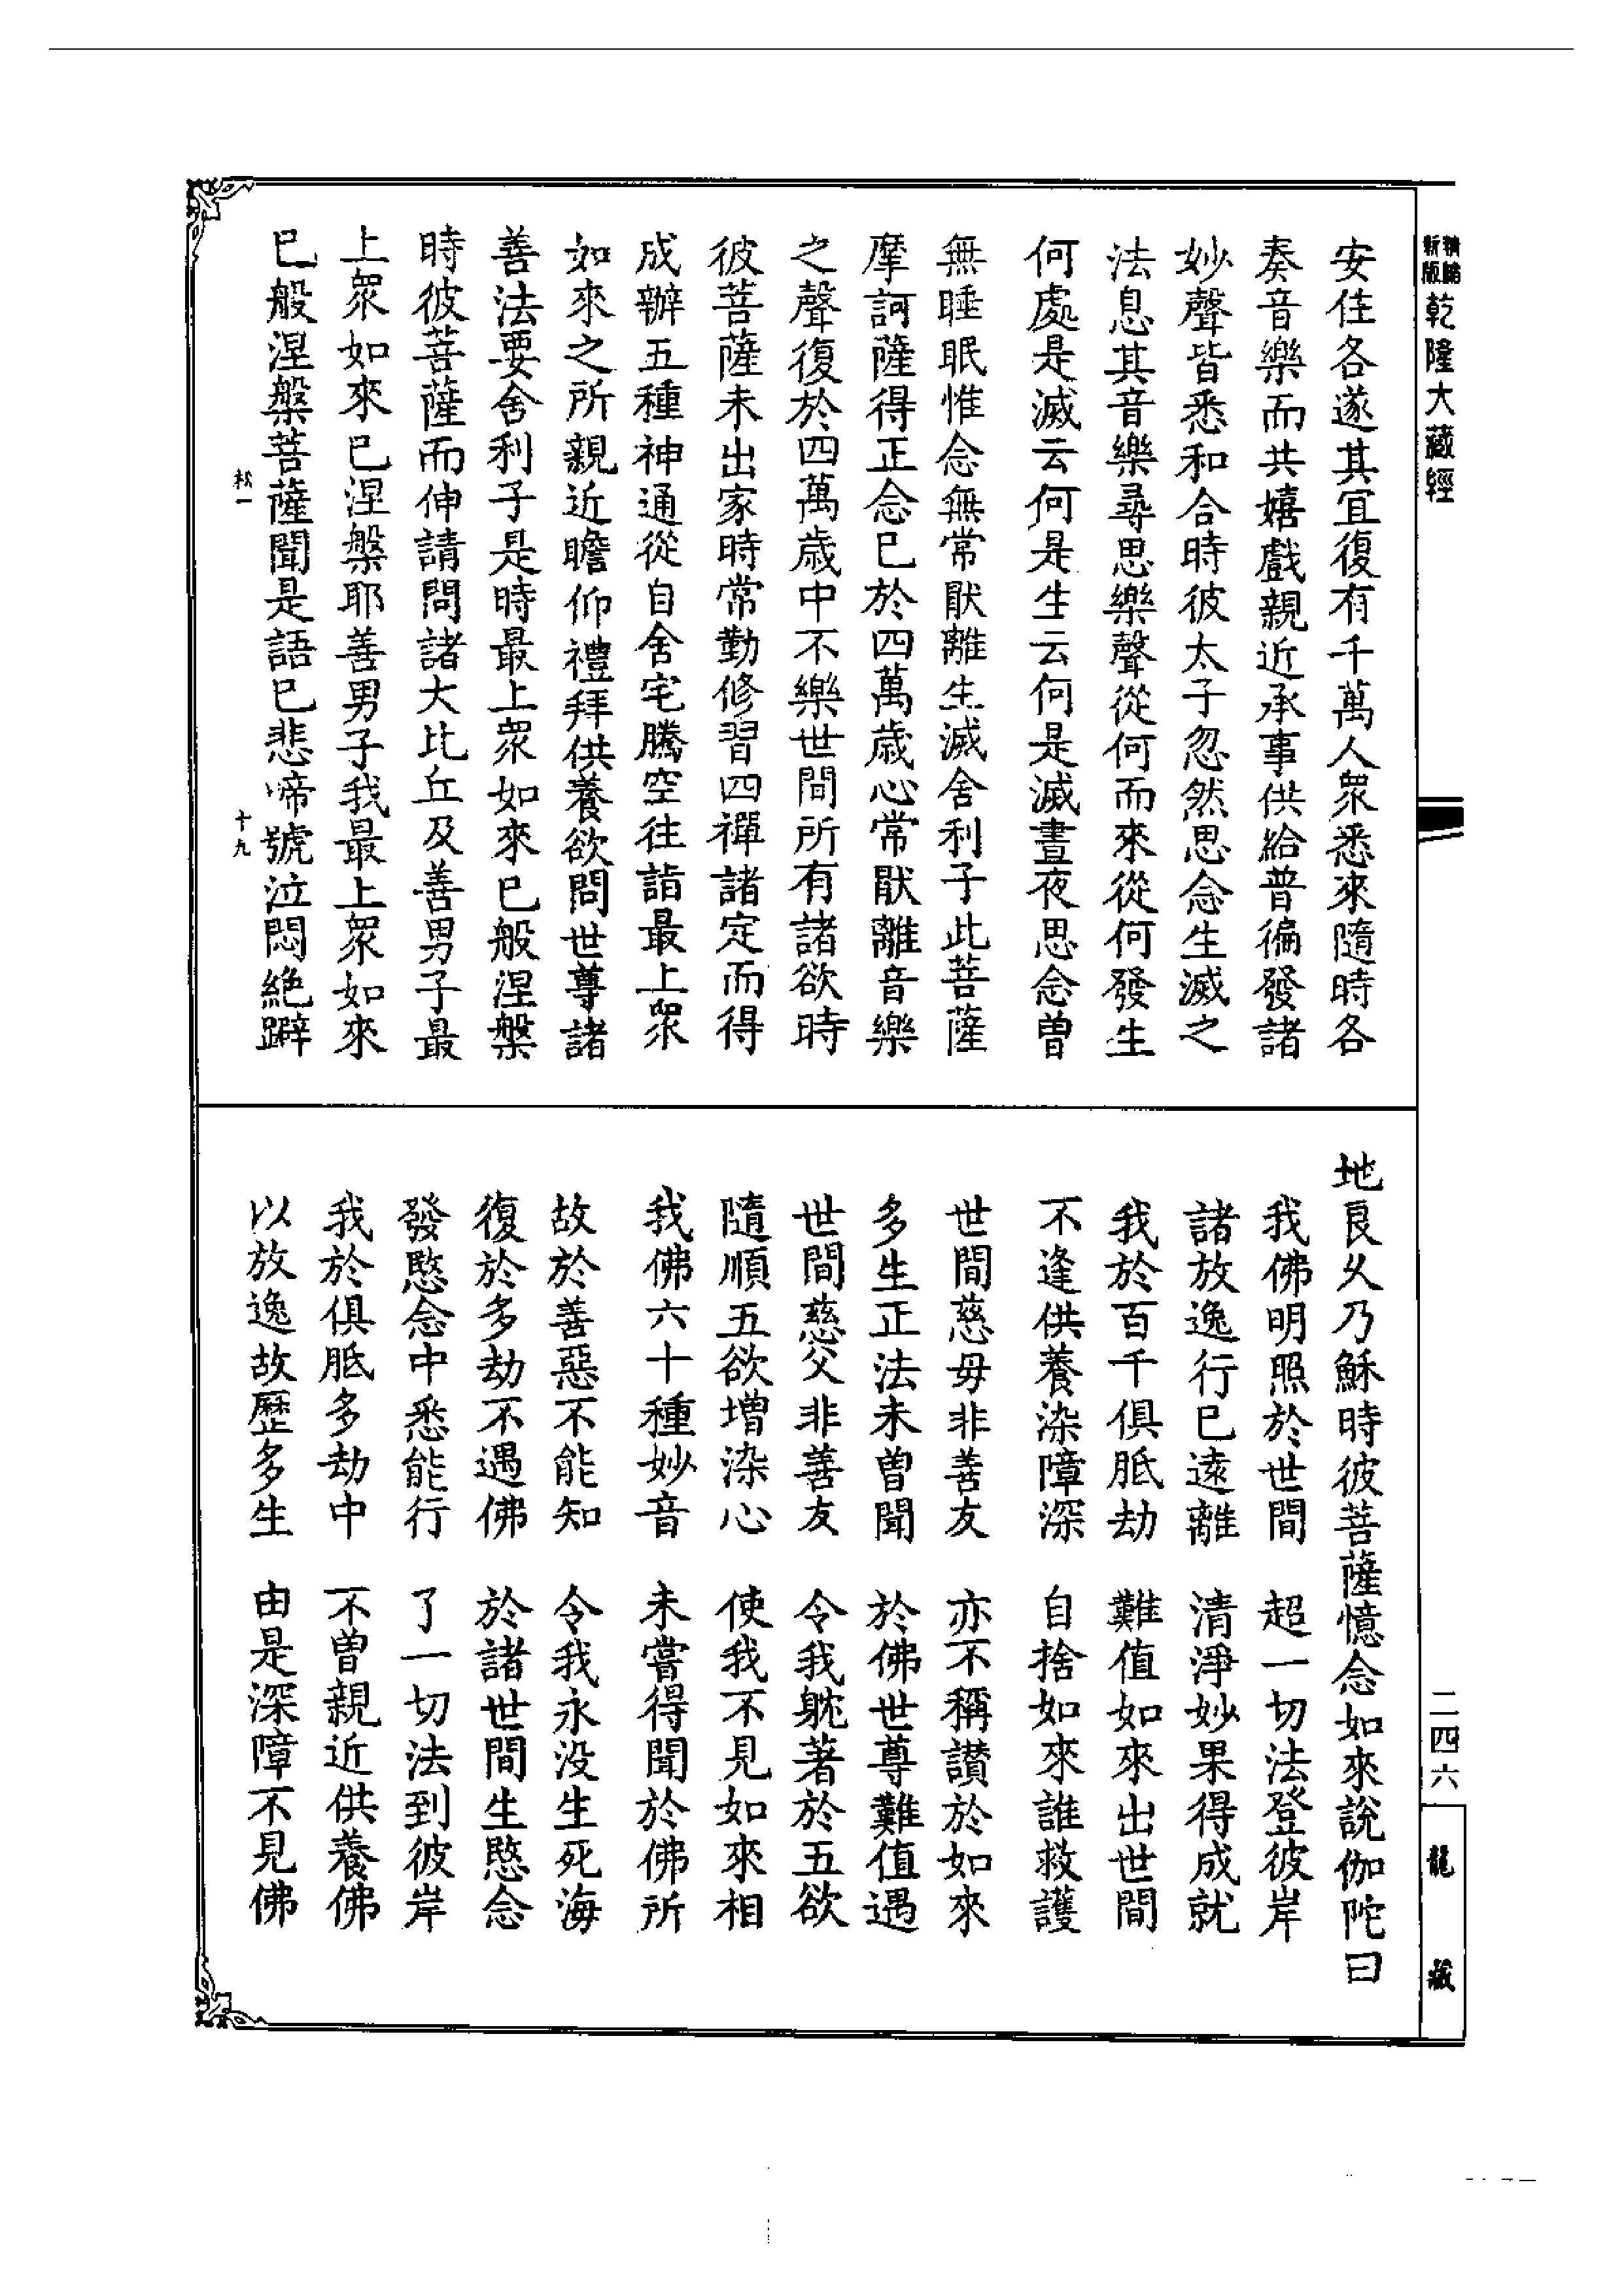 新版
精縮
乾隆大藏經
安住各遂其宜復有千萬人衆悉來隨時各
奏音樂而共嬉戲親近承事供給普徧發諸
妙聲皆悉和合時彼太子忽然思念生滅之
法息其音樂尋思樂聲從何而來從何發生
何處是滅云何是生云何是滅晝夜思念曾
無睡眠惟念無常猒離生滅舍利子此菩薩
摩訶薩得正念已於四萬歲心常猒離音樂
之聲復於四萬歲中不樂世間所有諸欲時
彼菩薩未出家時常勤修習四禪諸定而得
成辦五種神通從自舍宅騰空往詣最上衆
如來之所親近瞻仰禮拜供養欲問世尊諸
善法要舍利子是時最上衆如來已般涅槃
時彼菩薩而伸請問諸大比丘及善男子最
上衆如來已涅槃耶善男子我最上衆如來
已般涅槃菩薩聞是語已悲啼號泣悶絕躃
松一
十九
地良久乃穌時彼菩薩憶念如來說伽陀曰
我佛明照於世間　超一切法登彼岸
諸放逸行已遠離　清淨妙果得成就
我於百千俱胝劫　難值如來出世間
不逢供養染障深　自捨如來誰救護
世間慈母非善友　亦不稱讚於如來
多生正法未曾聞　於佛世尊難值遇
世間慈父非善友　令我躭著於五欲
隨順五欲增染心　使我不見如來相
我佛六十種妙音　未嘗得聞於佛所
故於善惡不能知　令我永没生死海
復於多劫不遇佛　於諸世間生愍念
發愍念中悉能行　了一切法到彼岸
我於俱胝多劫中　不曾親近供養佛
以放逸故歷多生　由是深障不見佛
二四六
龍藏